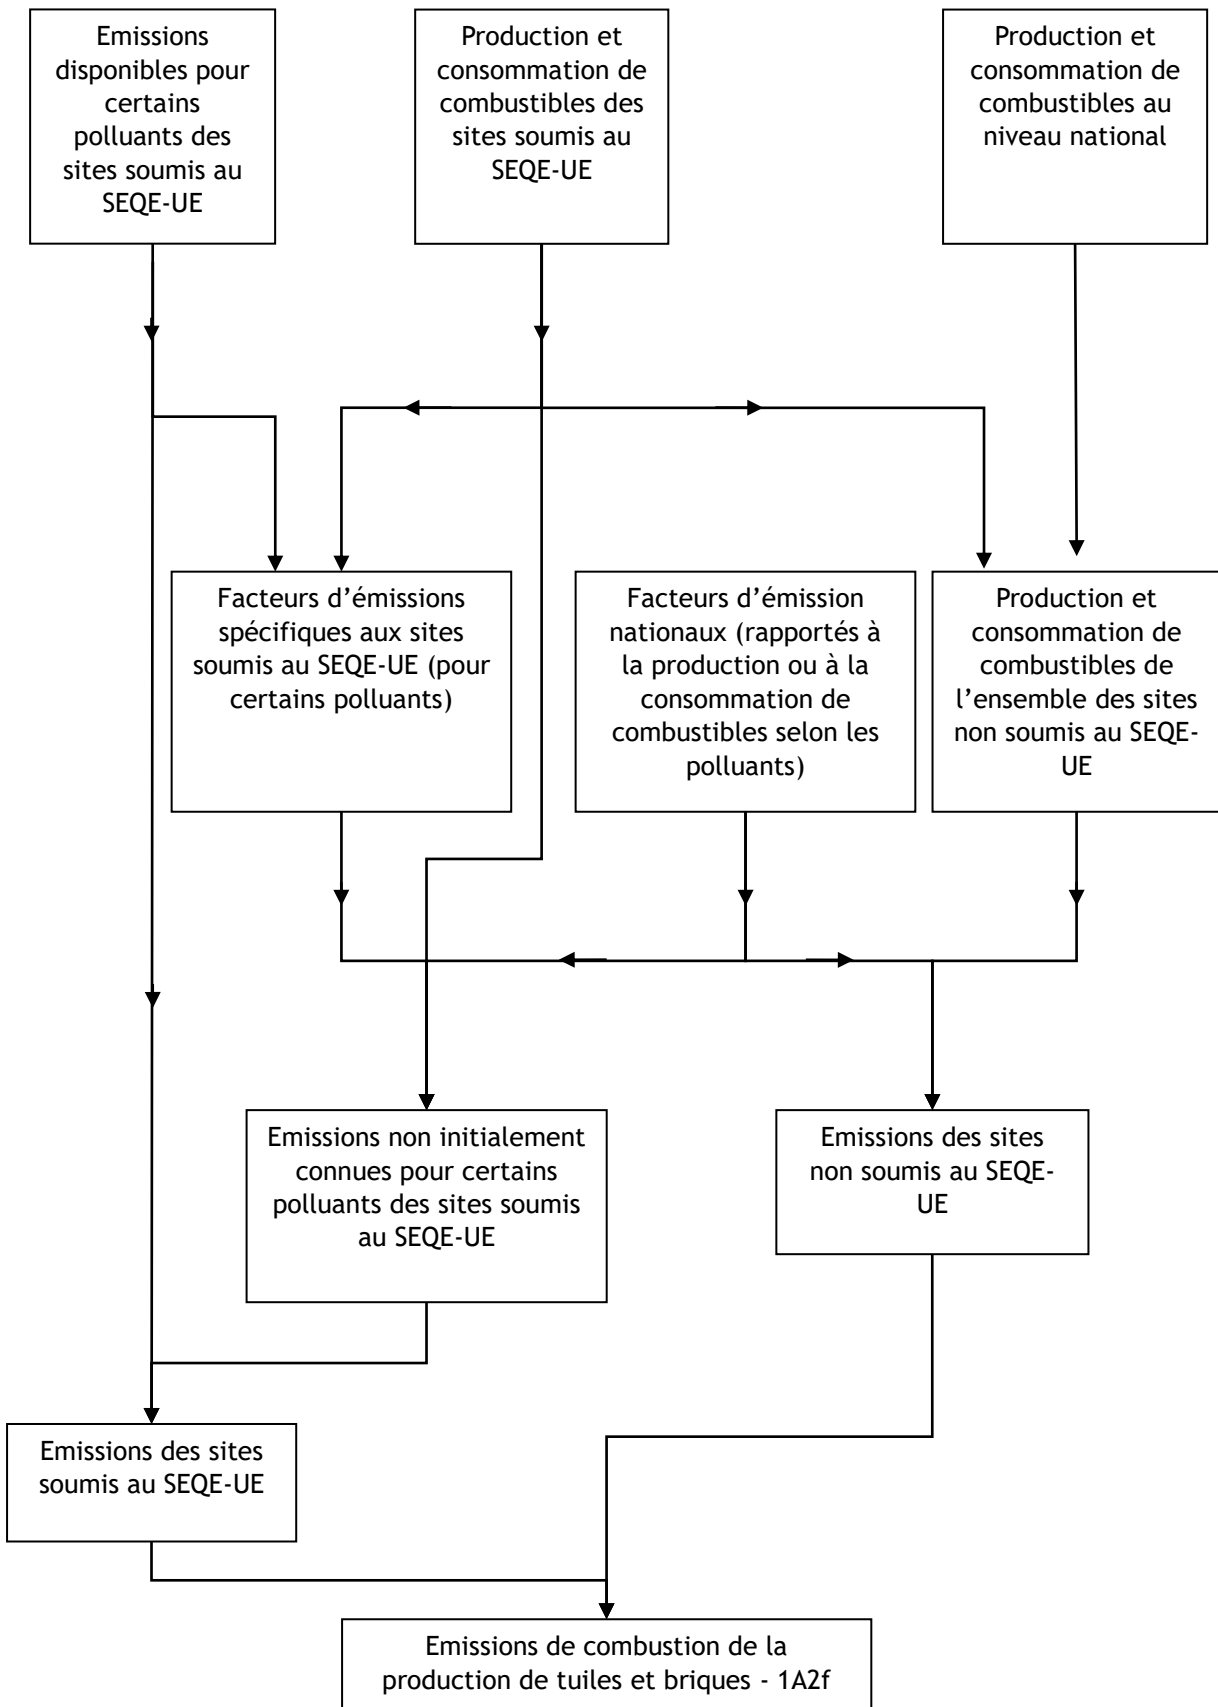 Emissions
disponibles pour
certains
polluants des
sites soumis au
SEQE-UE
Production et
consommation de
combustibles des
sites soumis au
SEQE-UE
Production et
consommation de
combustibles au
niveau national
Facteurs d’émissions
spécifiques aux sites
soumis au SEQE-UE (pour
certains polluants)
Facteurs d’émission
nationaux (rapportés à
la production ou à la
consommation de
combustibles selon les
polluants)
Production et
consommation de
combustibles de
l’ensemble des sites
non soumis au SEQE-
UE
Emissions non initialement
connues pour certains
polluants des sites soumis
au SEQE-UE
Emissions des sites
non soumis au SEQE-
UE
Emissions des sites
soumis au SEQE-UE
Emissions de combustion de la
production de tuiles et briques - 1A2f